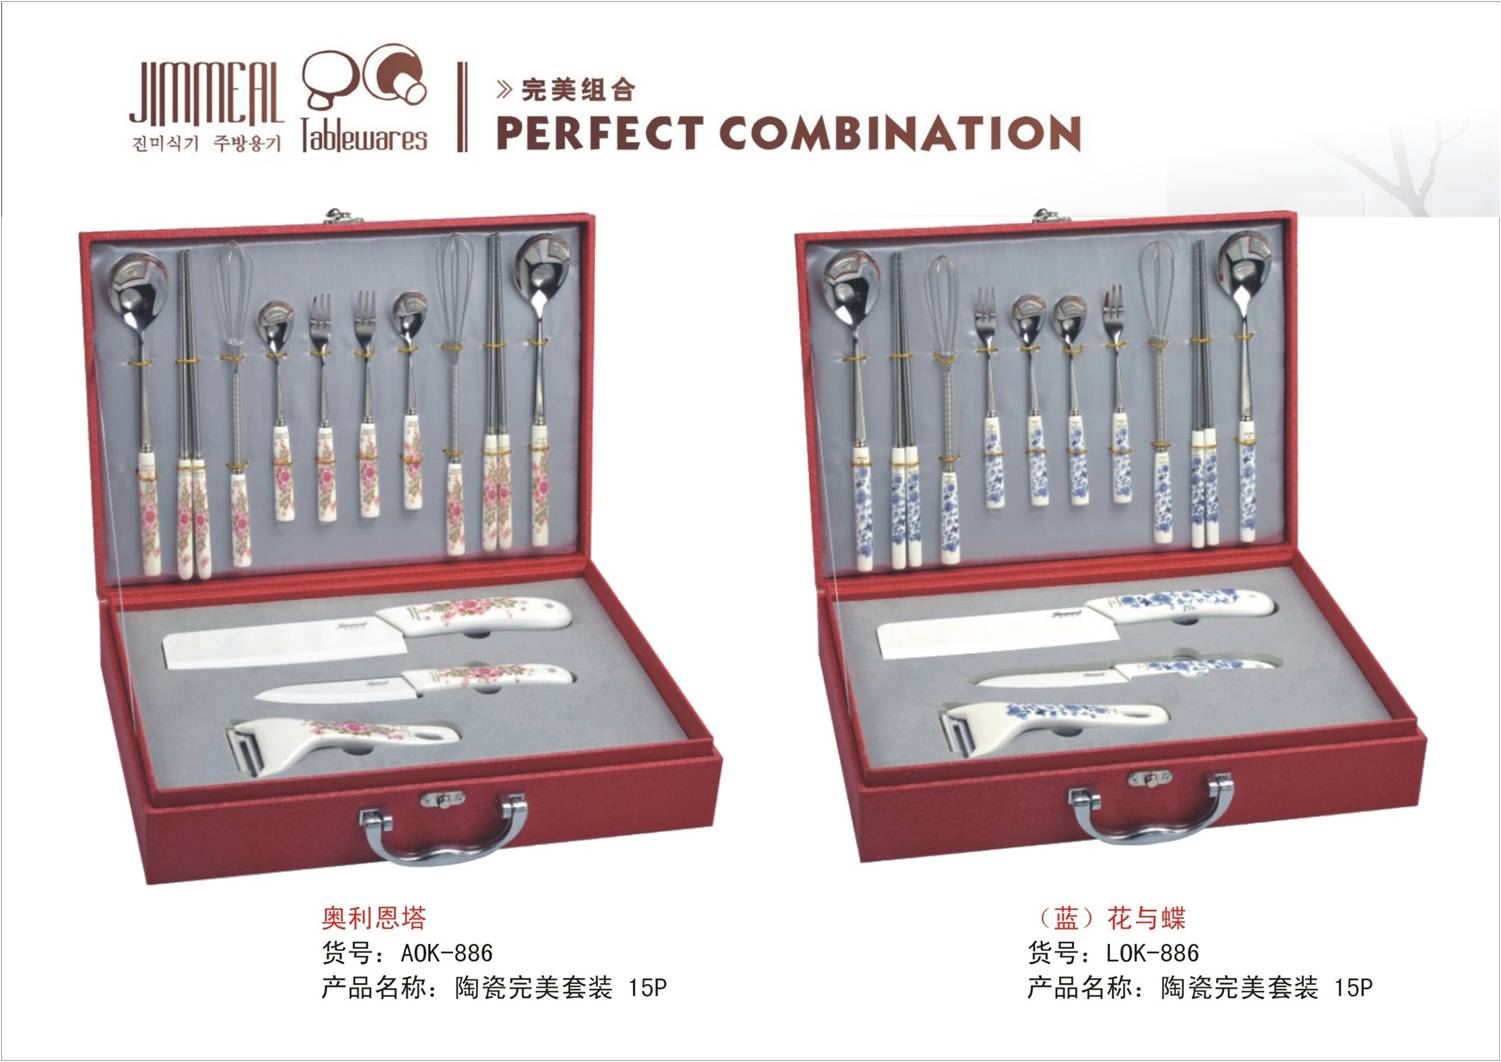 JIMMEAL
진미식기 주방용기
Tablewares
» 完美组合
PERFECT COMBINATION
奥利恩塔
货号：AOK-886
产品名称：陶瓷完美套装 15P
（蓝）花与蝶
货号：LOK-886
产品名称：陶瓷完美套装 15P